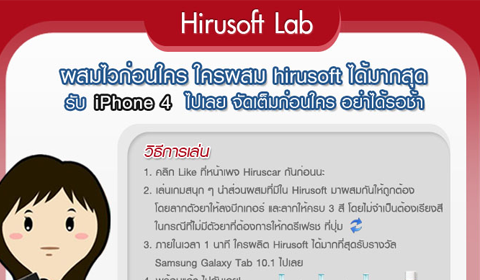 Hirusoft Lab
ผสมไวก่อนใคร ใครผสม hirusoft ได้มากสุด
รับ iPhone 4 ไปเลย จัดเต็มก่อนใคร อย่าได้รอช้า
วิธีการเล่น
1. คลิก Like ที่หน้าเพจ Hiruscar กันก่อนนะ
2. เล่นเกมสนุก ๆ นำส่วนผสมที่มีใน Hirusoft มาผสมกันให้ถูกต้อง
โดยลากตัวยาให้ลงบีกเกอร์ และลากให้ครบ 3 สี โดยไม่จำเป็นต้องเรียงสี
ในกรณีที่ไม่มีตัวยาที่ต้องการให้กดรีเฟรช ที่ปุ่ม
3. ภายในเวลา 1 นาที ใครผลิต Hirusoft ได้มากที่สุดรับรางวัล
Samsung Galaxy Tab 10.1 ไปเลย